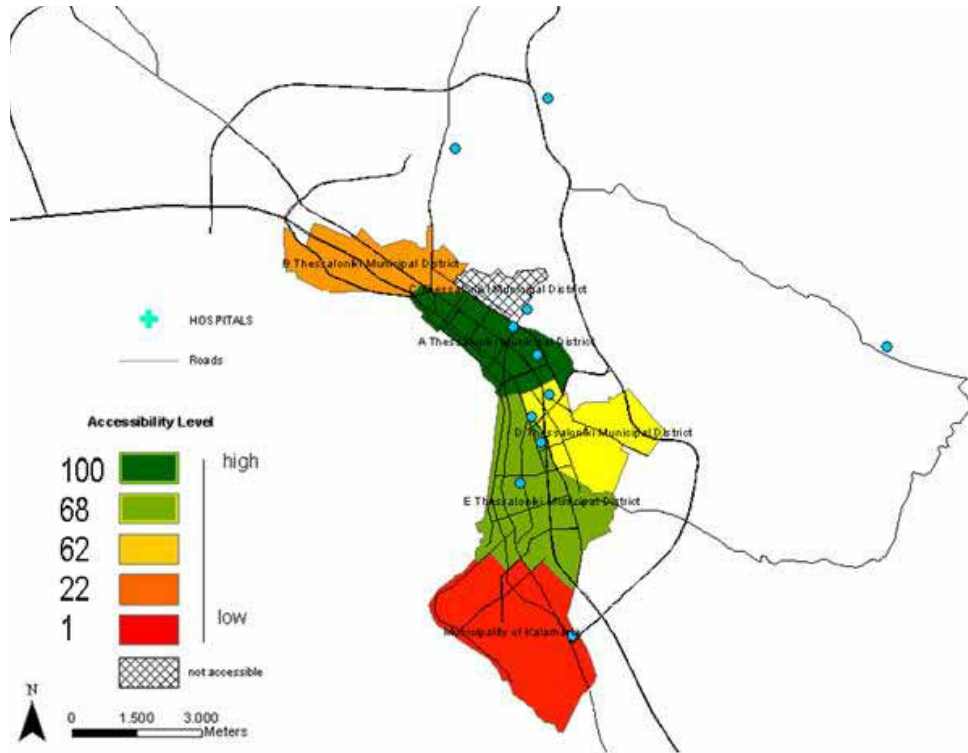 B Thessaloniki Municipal District
C Thessaloniki Municipal District
HOSPITALS
A Thessaloniki Municipal District
Roads
Accessibility Level
D Thessaloniki Municipal District
high
100
68
E Thessaloniki Municipal District
62
22
low
1
Municipality of Kalamaria
not accessible
N
0 1.500 3.000
Meters